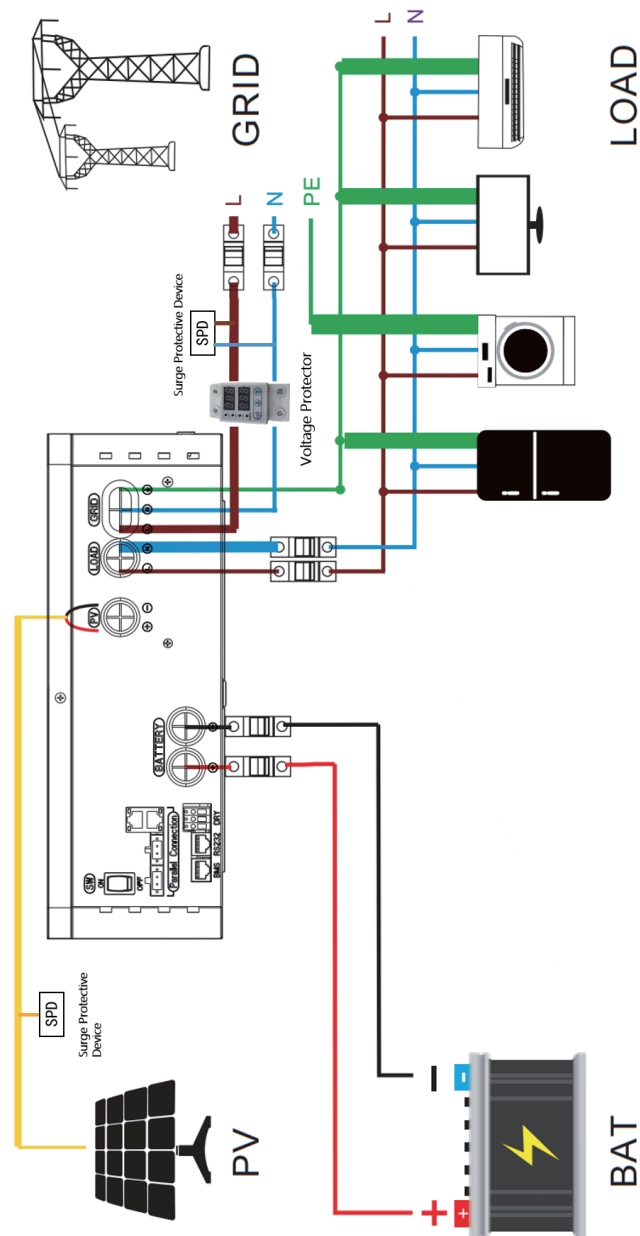 GRID
LOAD
L
N
PE
L
N
Surge Protective Device
SPD
Voltage Protector
GRID
L
N
LOAD
L
N
PV
+
-
BATTERY
+
SW
ON
OFF
Parallel Connection
BMS
RS232
DRY
SPD
Surge Protective
Device
PV
+
-
BAT